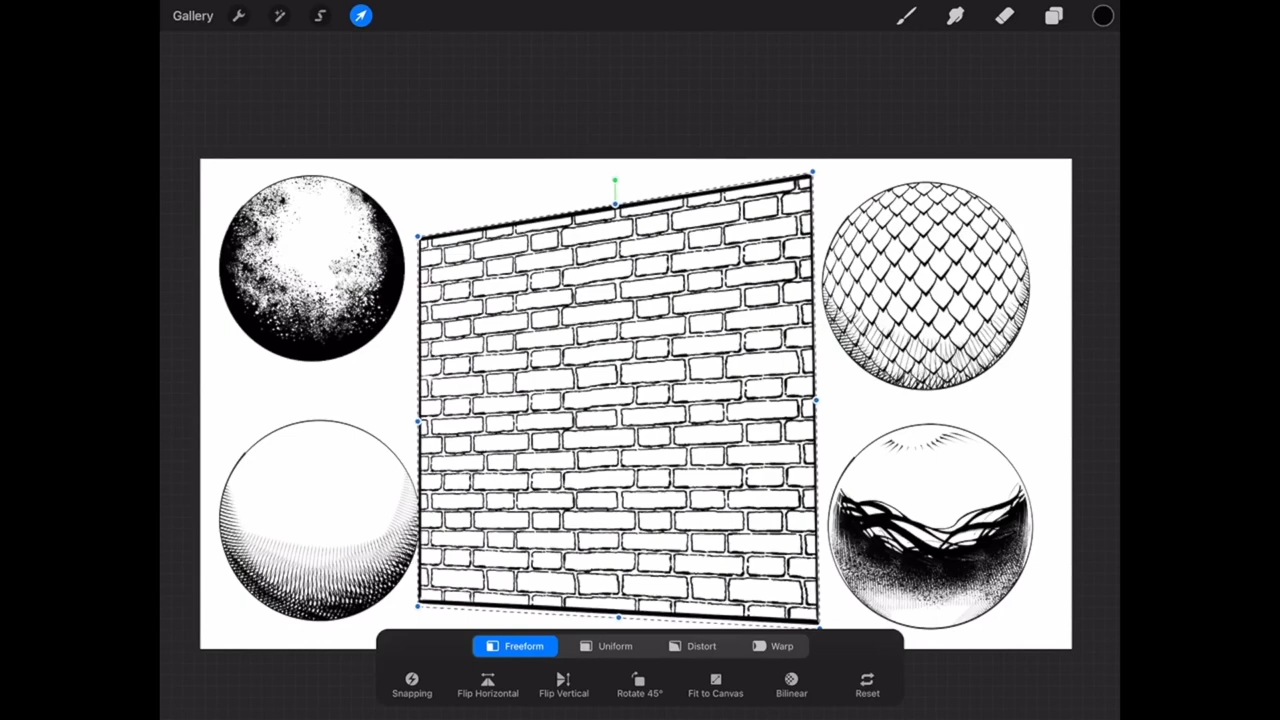 Gallery
Freeform Uniform Distort Warp
Snapping Flip Horizontal Flip Vertical Rotate 45° Fit to Canvas Bilinear Reset